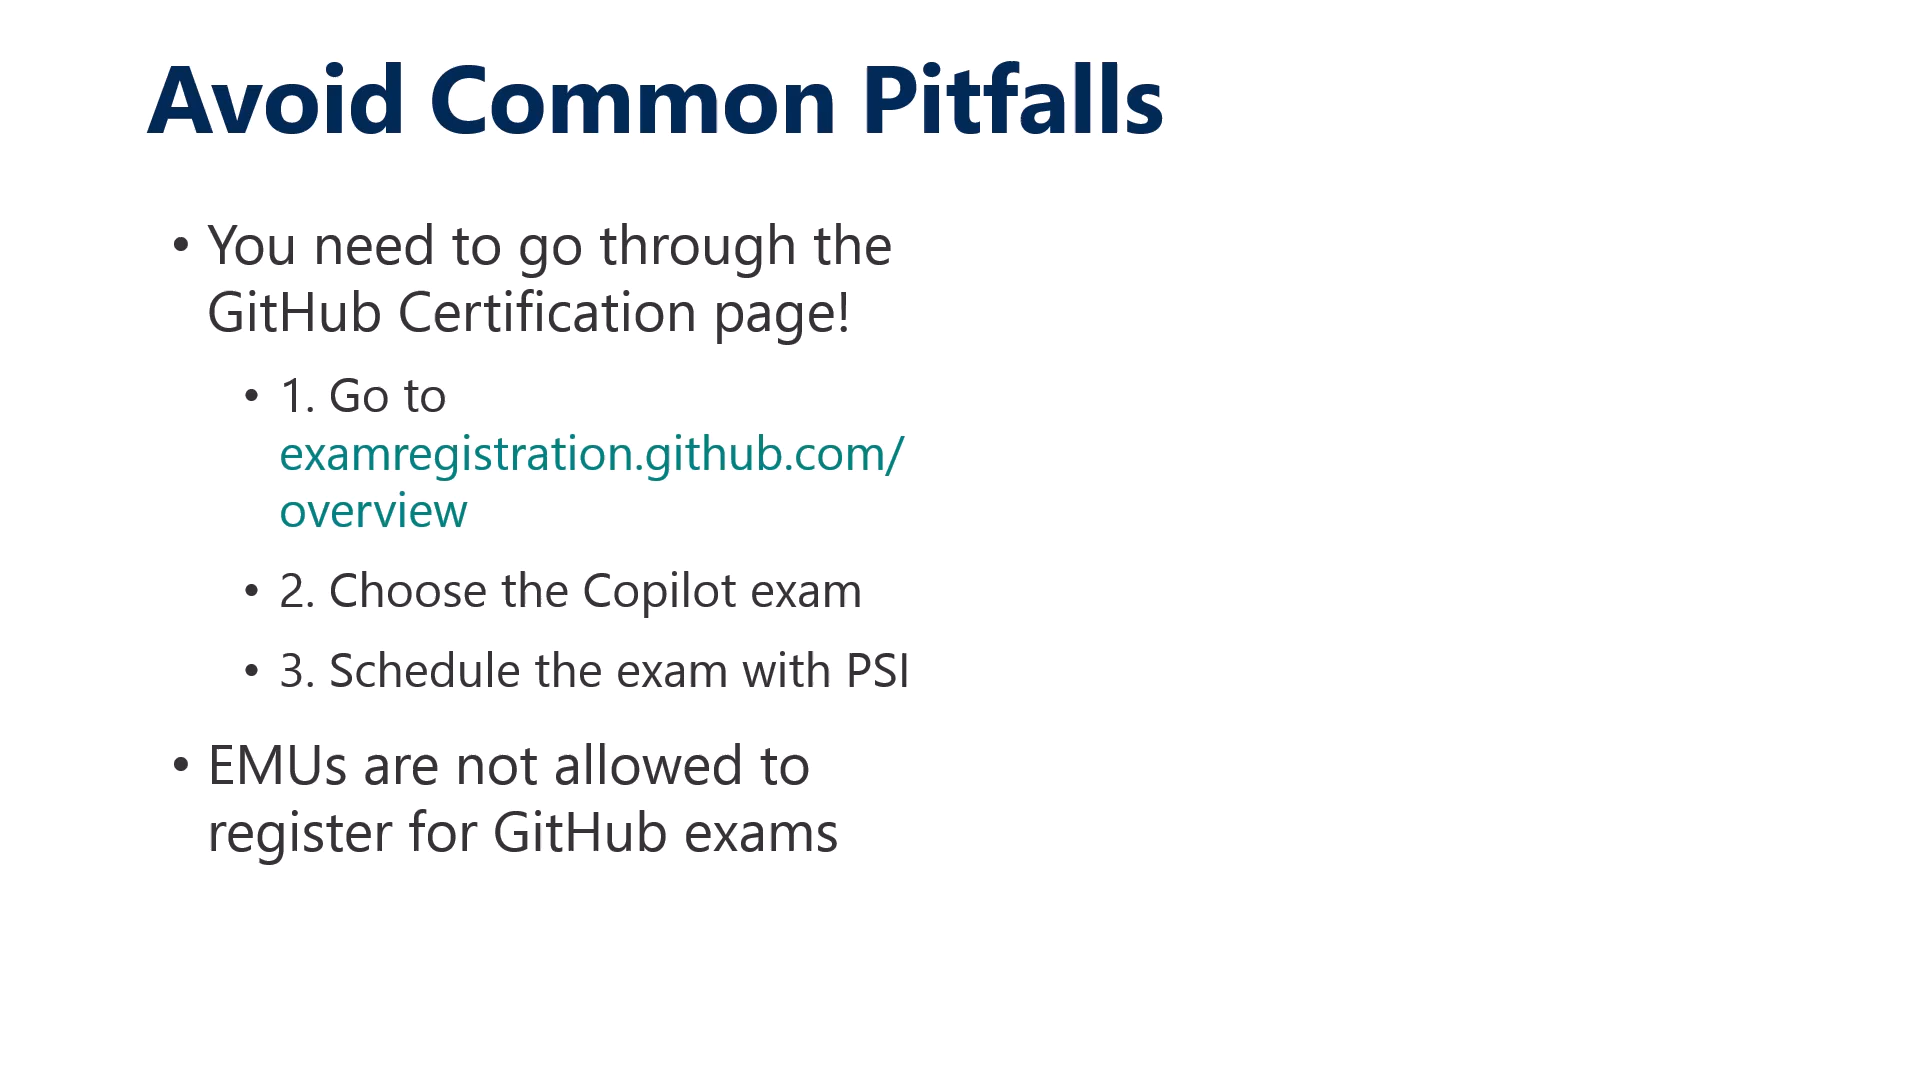 Avoid Common Pitfalls
• You need to go through the
GitHub Certification page!
• 1. Go to
examregistration.github.com/
overview
• 2. Choose the Copilot exam
• 3. Schedule the exam with PSI
• EMUs are not allowed to
register for GitHub exams